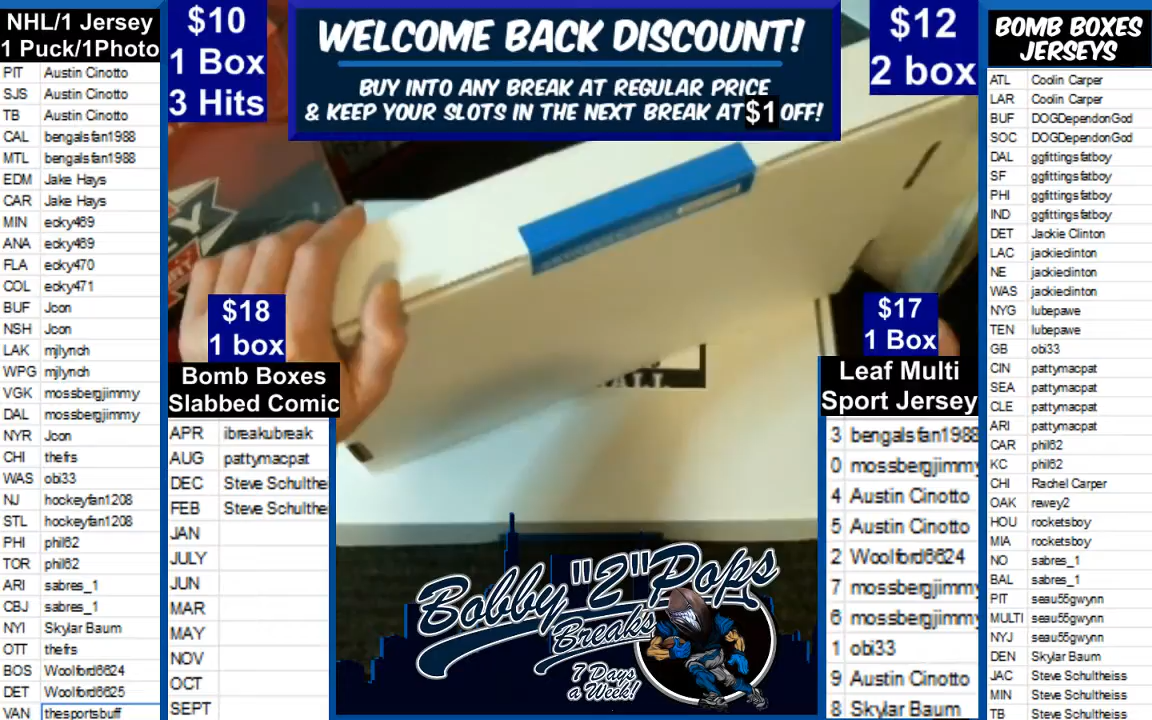 NHL/1 Jersey
1 Puck/1Photo
PIT Austin Cinotto
SJS Austin Cinotto
TB Austin Cinotto
CAL bengalsfan1988
MTL bengalsfan1988
EDM Jake Hays
CAR Jake Hays
MIN ecky469
ANA ecky469
FLA ecky470
COL ecky471
BUF Jcon
NSH Jcon
LAK mjlynch
WPG mjlynch
VGK mossbergjimmy
DAL mossbergjimmy
NYR Jcon
CHI thefrs
WAS obi33
NJ hockeyfan1208
STL hockeyfan1208
PHI phil62
TOR phil62
ARI sabres_1
CBJ sabres_1
NYI Skylar Baum
OTT thefrs
BOS Woolford6624
DET Woolford6625
VAN thesportsbuff
$10
1 Box
3 Hits
WELCOME BACK DISCOUNT!
BUY INTO ANY BREAK AT REGULAR PRICE
& KEEP YOUR SLOTS IN THE NEXT BREAK AT $1 OFF!
$12
2 box
$18
1 box
Bomb Boxes
Slabbed Comic
APR ibreakubreak
AUG pattymacpat
DEC Steve Schulthe
FEB Steve Schulthe
JAN
JULY
JUN
MAR
MAY
NOV
OCT
SEPT
Bobby "2" Pops
Breaks
7 Days
a Week!
$17
1 Box
Leaf Multi
Sport Jersey
3 bengalsfan1988
0 mossbergjimmy
4 Austin Cinotto
5 Austin Cinotto
2 Woolford6624
7 mossbergjimmy
6 mossbergjimmy
1 obi33
9 Austin Cinotto
8 Skylar Baum
BOMB BOXES
JERSEYS
ATL Coolin Carper
LAR Coolin Carper
BUF DOGDependonGod
SOC DOGDependonGod
DAL ggfittingsfatboy
SF ggfittingsfatboy
PHI ggfittingsfatboy
IND ggfittingsfatboy
DET Jackie Clinton
LAC jackieclinton
NE jackieclinton
WAS jackieclinton
NYG lubepawe
TEN lubepawe
GB obi33
CIN pattymacpat
SEA pattymacpat
CLE pattymacpat
ARI pattymacpat
CAR phil62
KC phil62
CHI Rachel Carper
OAK rewey2
HOU rocketsboy
MIA rocketsboy
NO sabres_1
BAL sabres_1
PIT seau55gwynn
MULTI seau55gwynn
NYJ seau55gwynn
DEN Skylar Baum
JAC Steve Schultheiss
MIN Steve Schultheiss
TB Steve Schultheiss